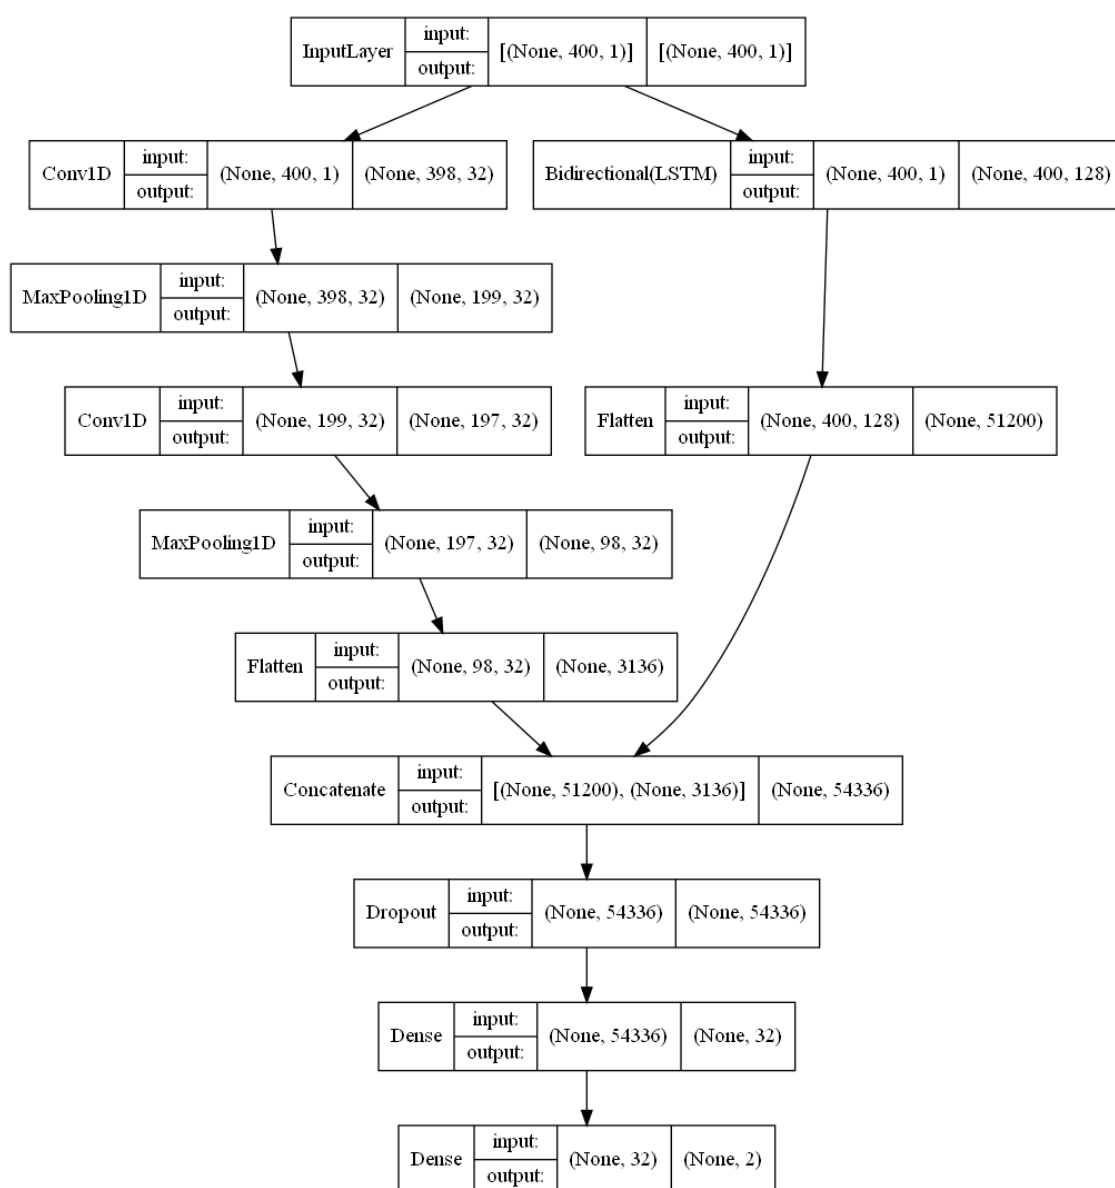 InputLayer input: output: [(None, 400, 1)] [(None, 400, 1)]
Conv1D input: output: (None, 400, 1) (None, 398, 32)
Bidirectional(LSTM) input: output: (None, 400, 1) (None, 400, 128)
MaxPooling1D input: output: (None, 398, 32) (None, 199, 32)
Conv1D input: output: (None, 199, 32) (None, 197, 32)
Flatten input: output: (None, 400, 128) (None, 51200)
MaxPooling1D input: output: (None, 197, 32) (None, 98, 32)
Flatten input: output: (None, 98, 32) (None, 3136)
Concatenate input: output: [(None, 51200), (None, 3136)] (None, 54336)
Dropout input: output: (None, 54336) (None, 54336)
Dense input: output: (None, 54336) (None, 32)
Dense input: output: (None, 32) (None, 2)